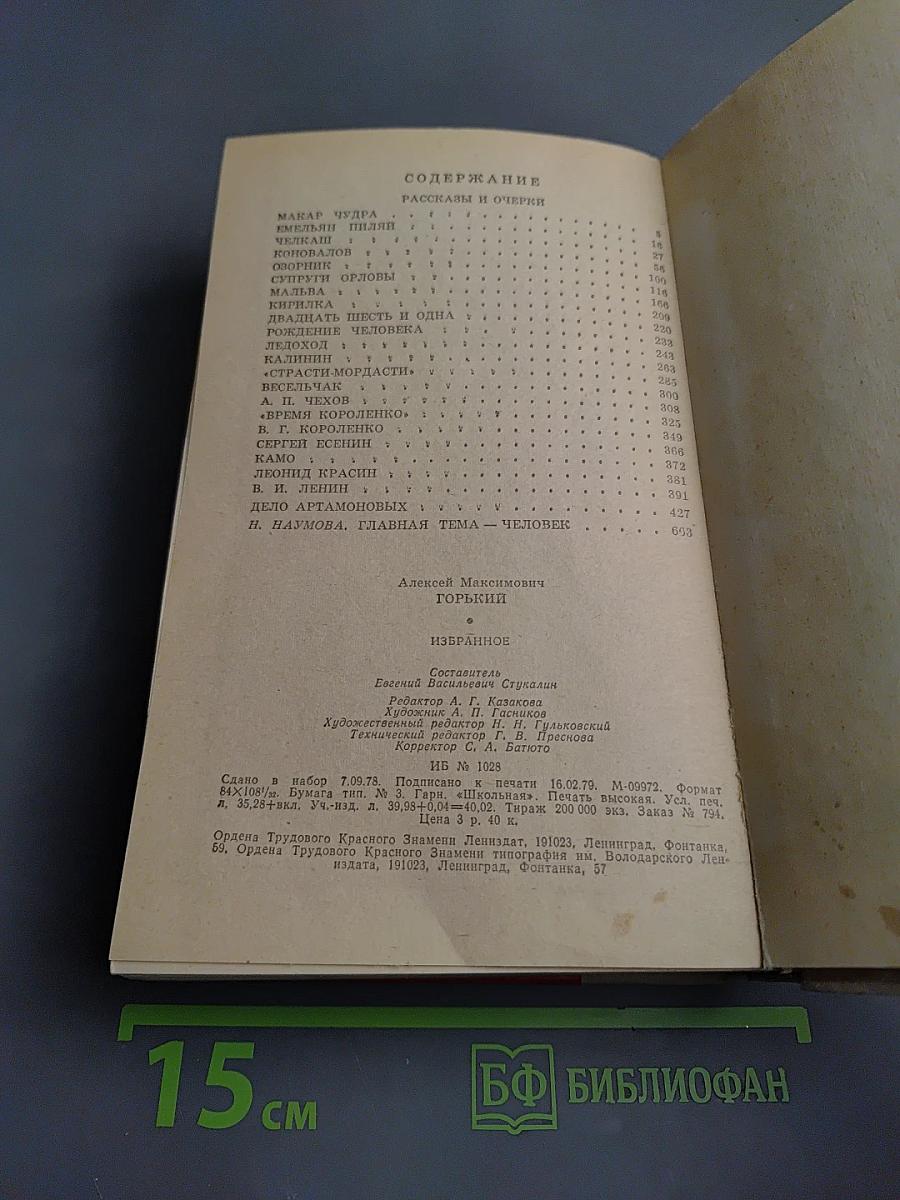 СОДЕРЖАНИЕ
РАССКАЗЫ И ОЧЕРКИ
МАКАР ЧУДРА . . . . . . . . 5
ЕМЕЛЬЯН ПИЛЯЙ . . . . . . . . 16
ЧЕЛКАШ . . . . . . . . 27
КОНОВАЛОВ . . . . . . . . 56
ОЗОРНИК . . . . . . . . 100
СУПРУГИ ОРЛОВЫ . . . . . . . . 116
МАЛЬВА . . . . . . . . 166
КИРИЛКА . . . . . . . . 209
ДВАДЦАТЬ ШЕСТЬ И ОДНА . . . . . . . . 220
РОЖДЕНИЕ ЧЕЛОВЕКА . . . . . . . . 233
ЛЕДОХОД . . . . . . . . 243
КАЛИНИН . . . . . . . . 263
«СТРАСТИ-МОРДАСТИ» . . . . . . . . 285
ВЕСЕЛЬЧАК . . . . . . . . 300
А. П. ЧЕХОВ . . . . . . . . 308
«ВРЕМЯ КОРОЛЕНКО» . . . . . . . . 325
В. Г. КОРОЛЕНКО . . . . . . . . 349
СЕРГЕЙ ЕСЕНИН . . . . . . . . 366
КАМО . . . . . . . . 372
ЛЕОНИД КРАСИН . . . . . . . . 381
В. И. ЛЕНИН . . . . . . . . 391
ДЕЛО АРТАМОНОВЫХ . . . . . . . . 427
Н. НАУМОВА. ГЛАВНАЯ ТЕМА — ЧЕЛОВЕК . . . . . 663
Алексей Максимович
ГОРЬКИЙ
ИЗБРАННОЕ
Составитель
Евгений Васильевич Стукалин
Редактор А. Г. Казакова
Художник А. П. Гасников
Художественный редактор Н. Н. Гульковский
Технический редактор Г. В. Преснова
Корректор С. А. Батюто
ИБ № 1028
Сдано в набор 7.09.78. Подписано к печати 16.02.79. М-09972. Формат
84×108¹/₃₂. Бумага тип. № 3. Гарн. «Школьная». Печать высокая. Усл. печ.
л. 35,28+вкл. Уч.-изд. л. 39,98+0,04=40,02. Тираж 200 000 экз. Заказ № 794.
Цена 3 р. 40 к.
Ордена Трудового Красного Знамени Лениздат, 191023, Ленинград, Фонтанка,
59. Ордена Трудового Красного Знамени типография им. Володарского Лен-
издата, 191023, Ленинград, Фонтанка, 57
15 см
БФ БИБЛИОФАН